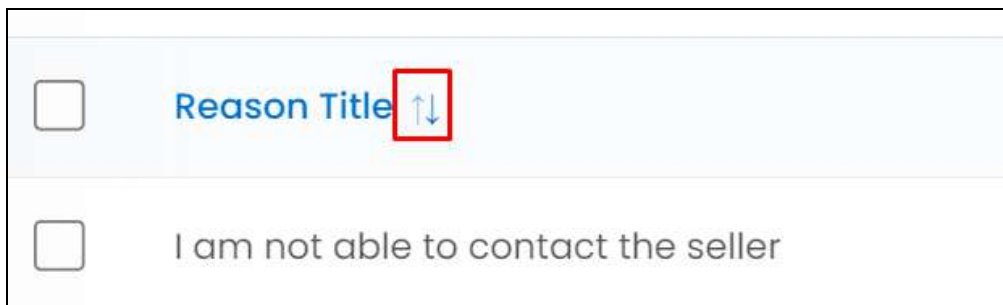 Reason Title ↑↓
I am not able to contact the seller